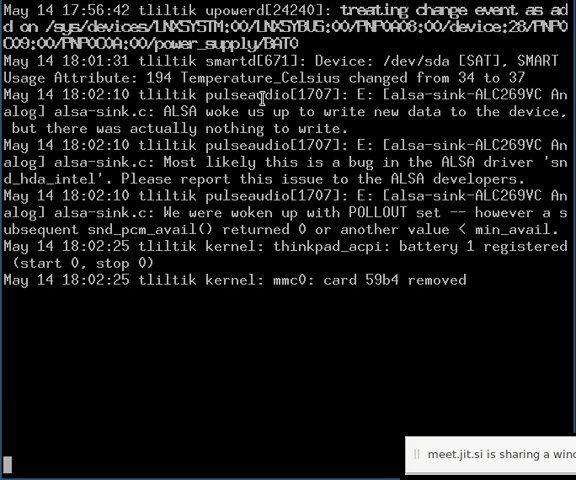 May 14 17:56:42 tliltik upowerd[24240]: treating change event as ad
d on /sys/devices/LNXSYSTM:00/LNXSYBUS:00/PNP0A08:00/device:28/PNP0
C09:00/PNP0C0A:00/power_supply/BAT0
May 14 18:01:31 tliltik smartd[671]: Device: /dev/sda [SAT], SMART
Usage Attribute: 194 Temperature_Celsius changed from 34 to 37
May 14 18:02:10 tliltik pulseaudio[1707]: E: [alsa-sink-ALC269VC An
alog] alsa-sink.c: ALSA woke us up to write new data to the device,
but there was actually nothing to write.
May 14 18:02:10 tliltik pulseaudio[1707]: E: [alsa-sink-ALC269VC An
alog] alsa-sink.c: Most likely this is a bug in the ALSA driver 'sn
d_hda_intel'. Please report this issue to the ALSA developers.
May 14 18:02:10 tliltik pulseaudio[1707]: E: [alsa-sink-ALC269VC An
alog] alsa-sink.c: We were woken up with POLLOUT set -- however a s
ubsequent snd_pcm_avail() returned 0 or another value < min_avail.
May 14 18:02:25 tliltik kernel: thinkpad_acpi: battery 1 registered
(start 0, stop 0)
May 14 18:02:25 tliltik kernel: mmc0: card 59b4 removed
meet.jit.si is sharing a wind